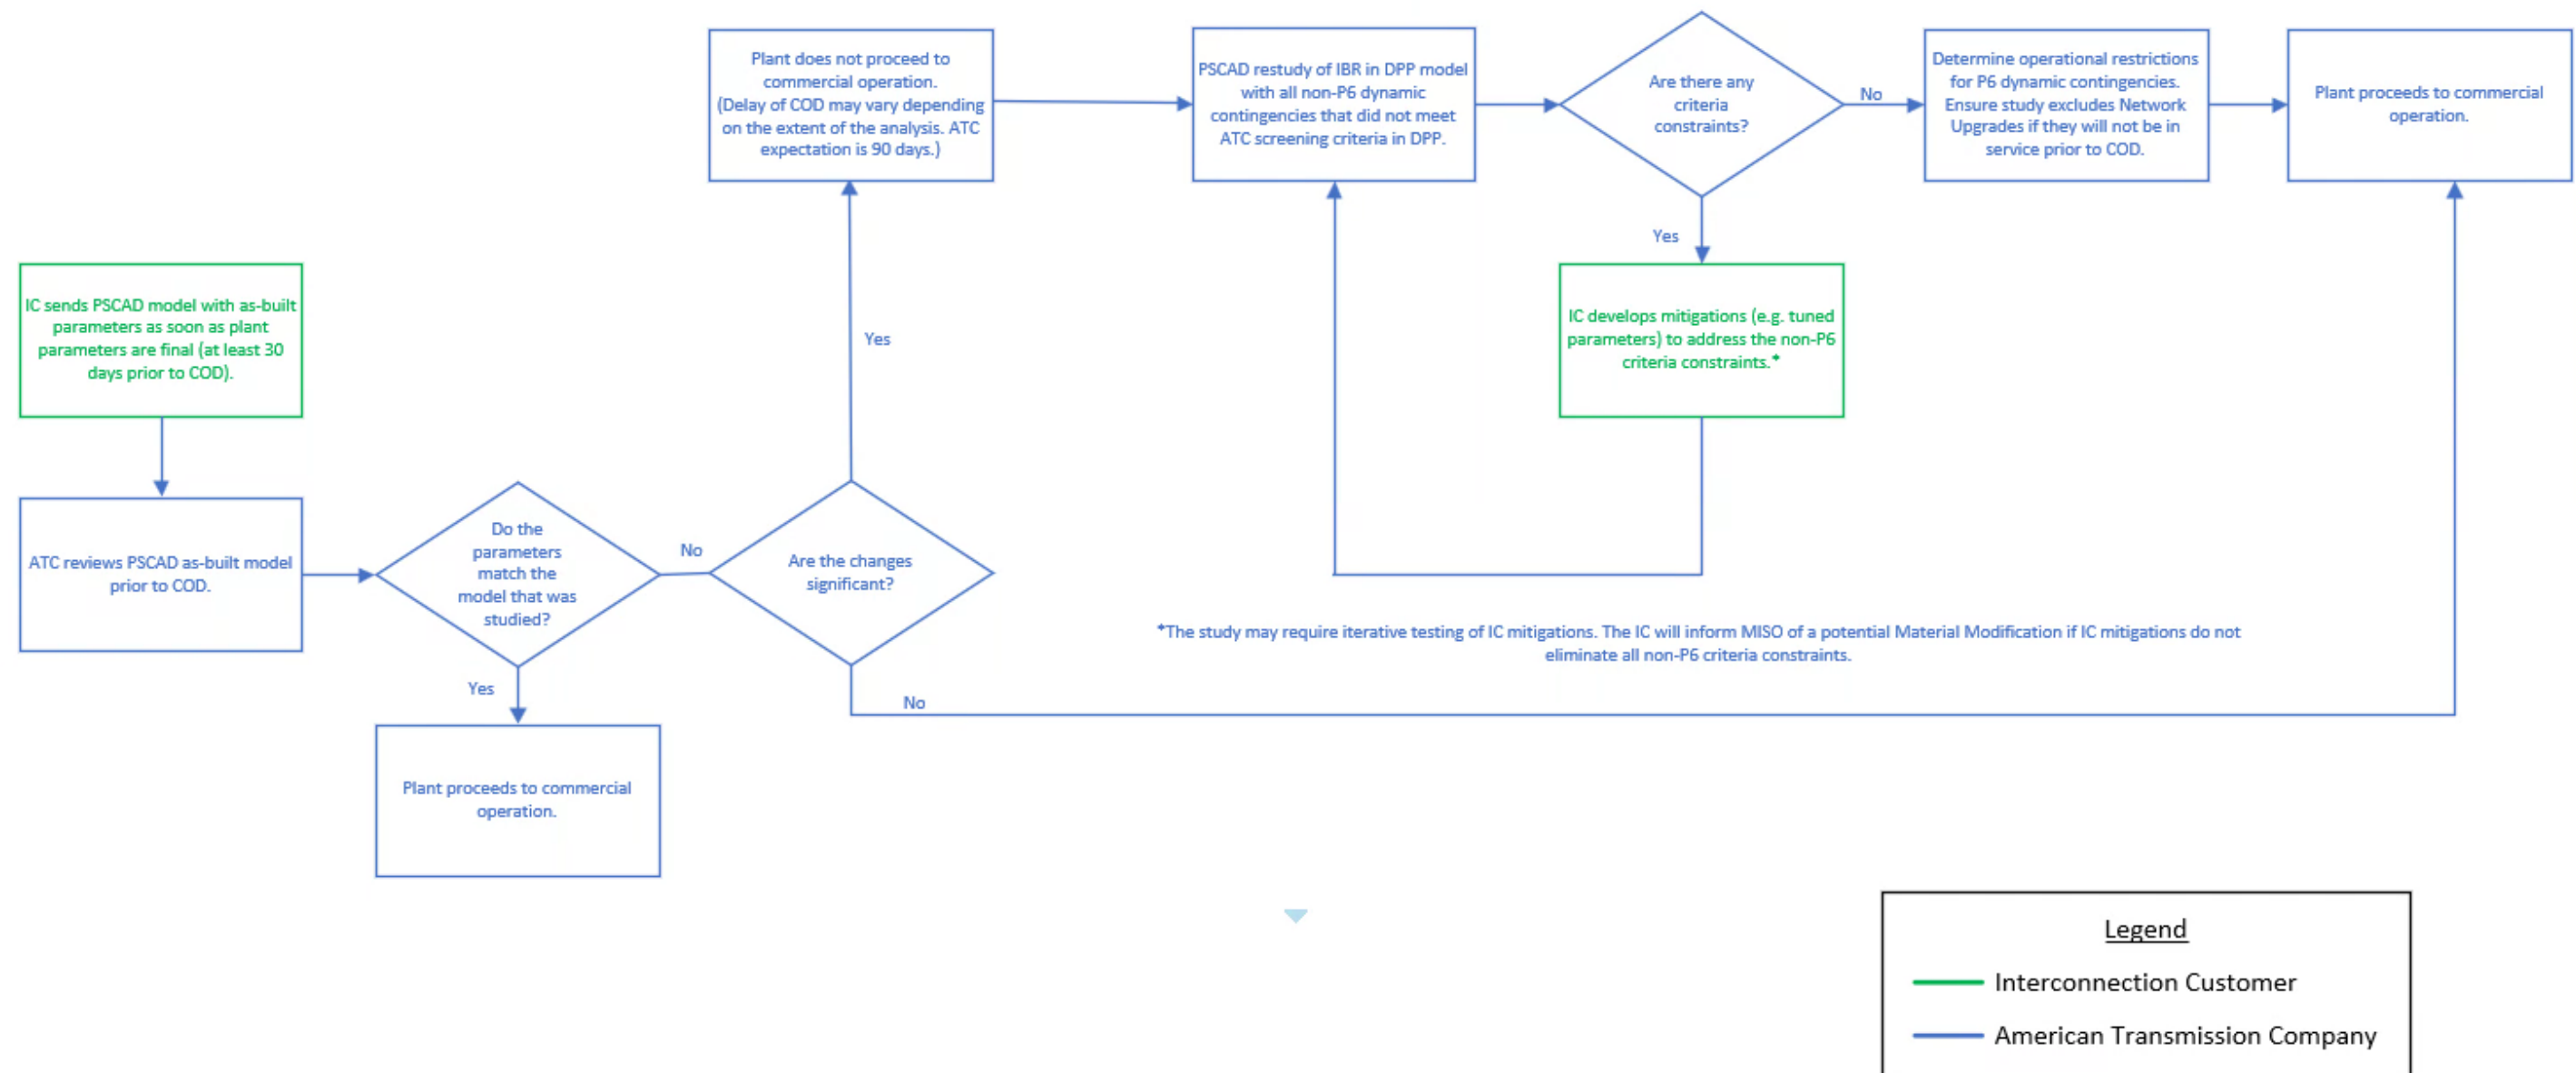 Plant does not proceed to
commercial operation.
(Delay of COD may vary depending
on the extent of the analysis. ATC
expectation is 90 days.)
PSCAD restudy of IBR in DPP model
with all non-P6 dynamic
contingencies that did not meet
ATC screening criteria in DPP.
Are there any
criteria
constraints?
No
Determine operational restrictions
for P6 dynamic contingencies.
Ensure study excludes Network
Upgrades if they will not be in
service prior to COD.
Plant proceeds to commercial
operation.
Yes
IC sends PSCAD model with as-built
parameters as soon as plant
parameters are final (at least 30
days prior to COD).
Yes
IC develops mitigations (e.g. tuned
parameters) to address the non-P6
criteria constraints.*
ATC reviews PSCAD as-built model
prior to COD.
Do the
parameters
match the
model that was
studied?
No
Are the changes
significant?
*The study may require iterative testing of IC mitigations. The IC will inform MISO of a potential Material Modification if IC mitigations do not
eliminate all non-P6 criteria constraints.
Yes
No
Plant proceeds to commercial
operation.
Legend
Interconnection Customer
American Transmission Company